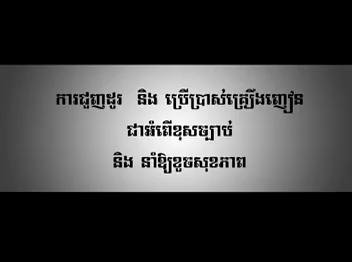 ការជួញដូរ និង ប្រើប្រាស់គ្រឿងញៀន
ជាអំពើខុសច្បាប់
និង នាំឱ្យខូចសុខភាព